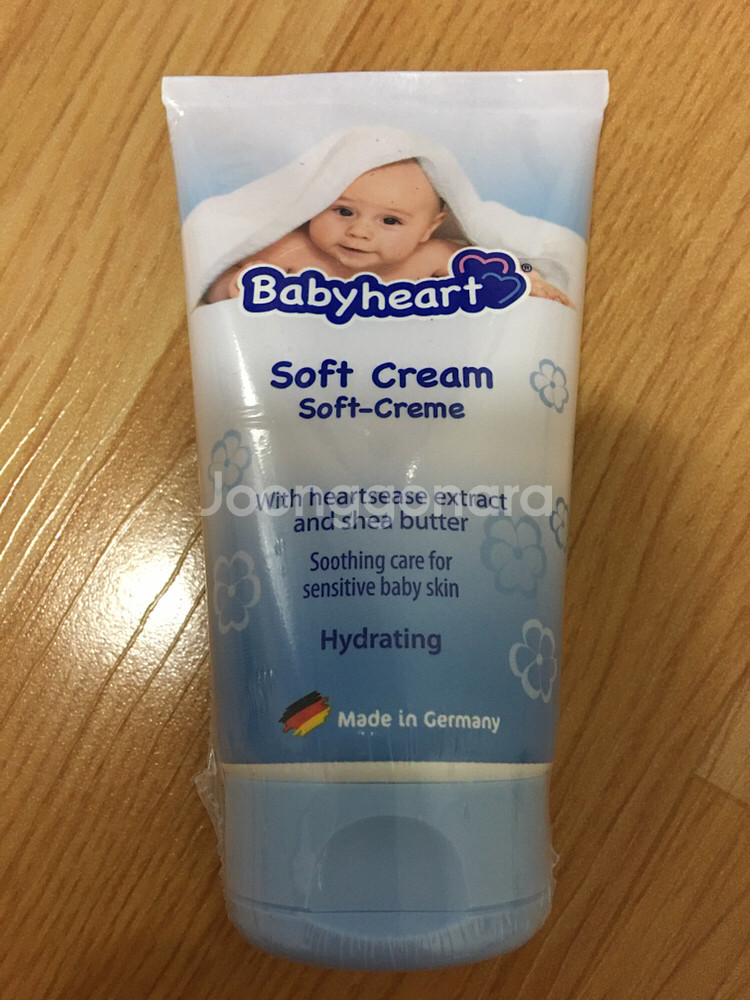 Babyheart®
Soft Cream
Soft-Creme
Joonggonara
With heartsease extract
and shea butter
Soothing care for
sensitive baby skin
Hydrating
Made in Germany